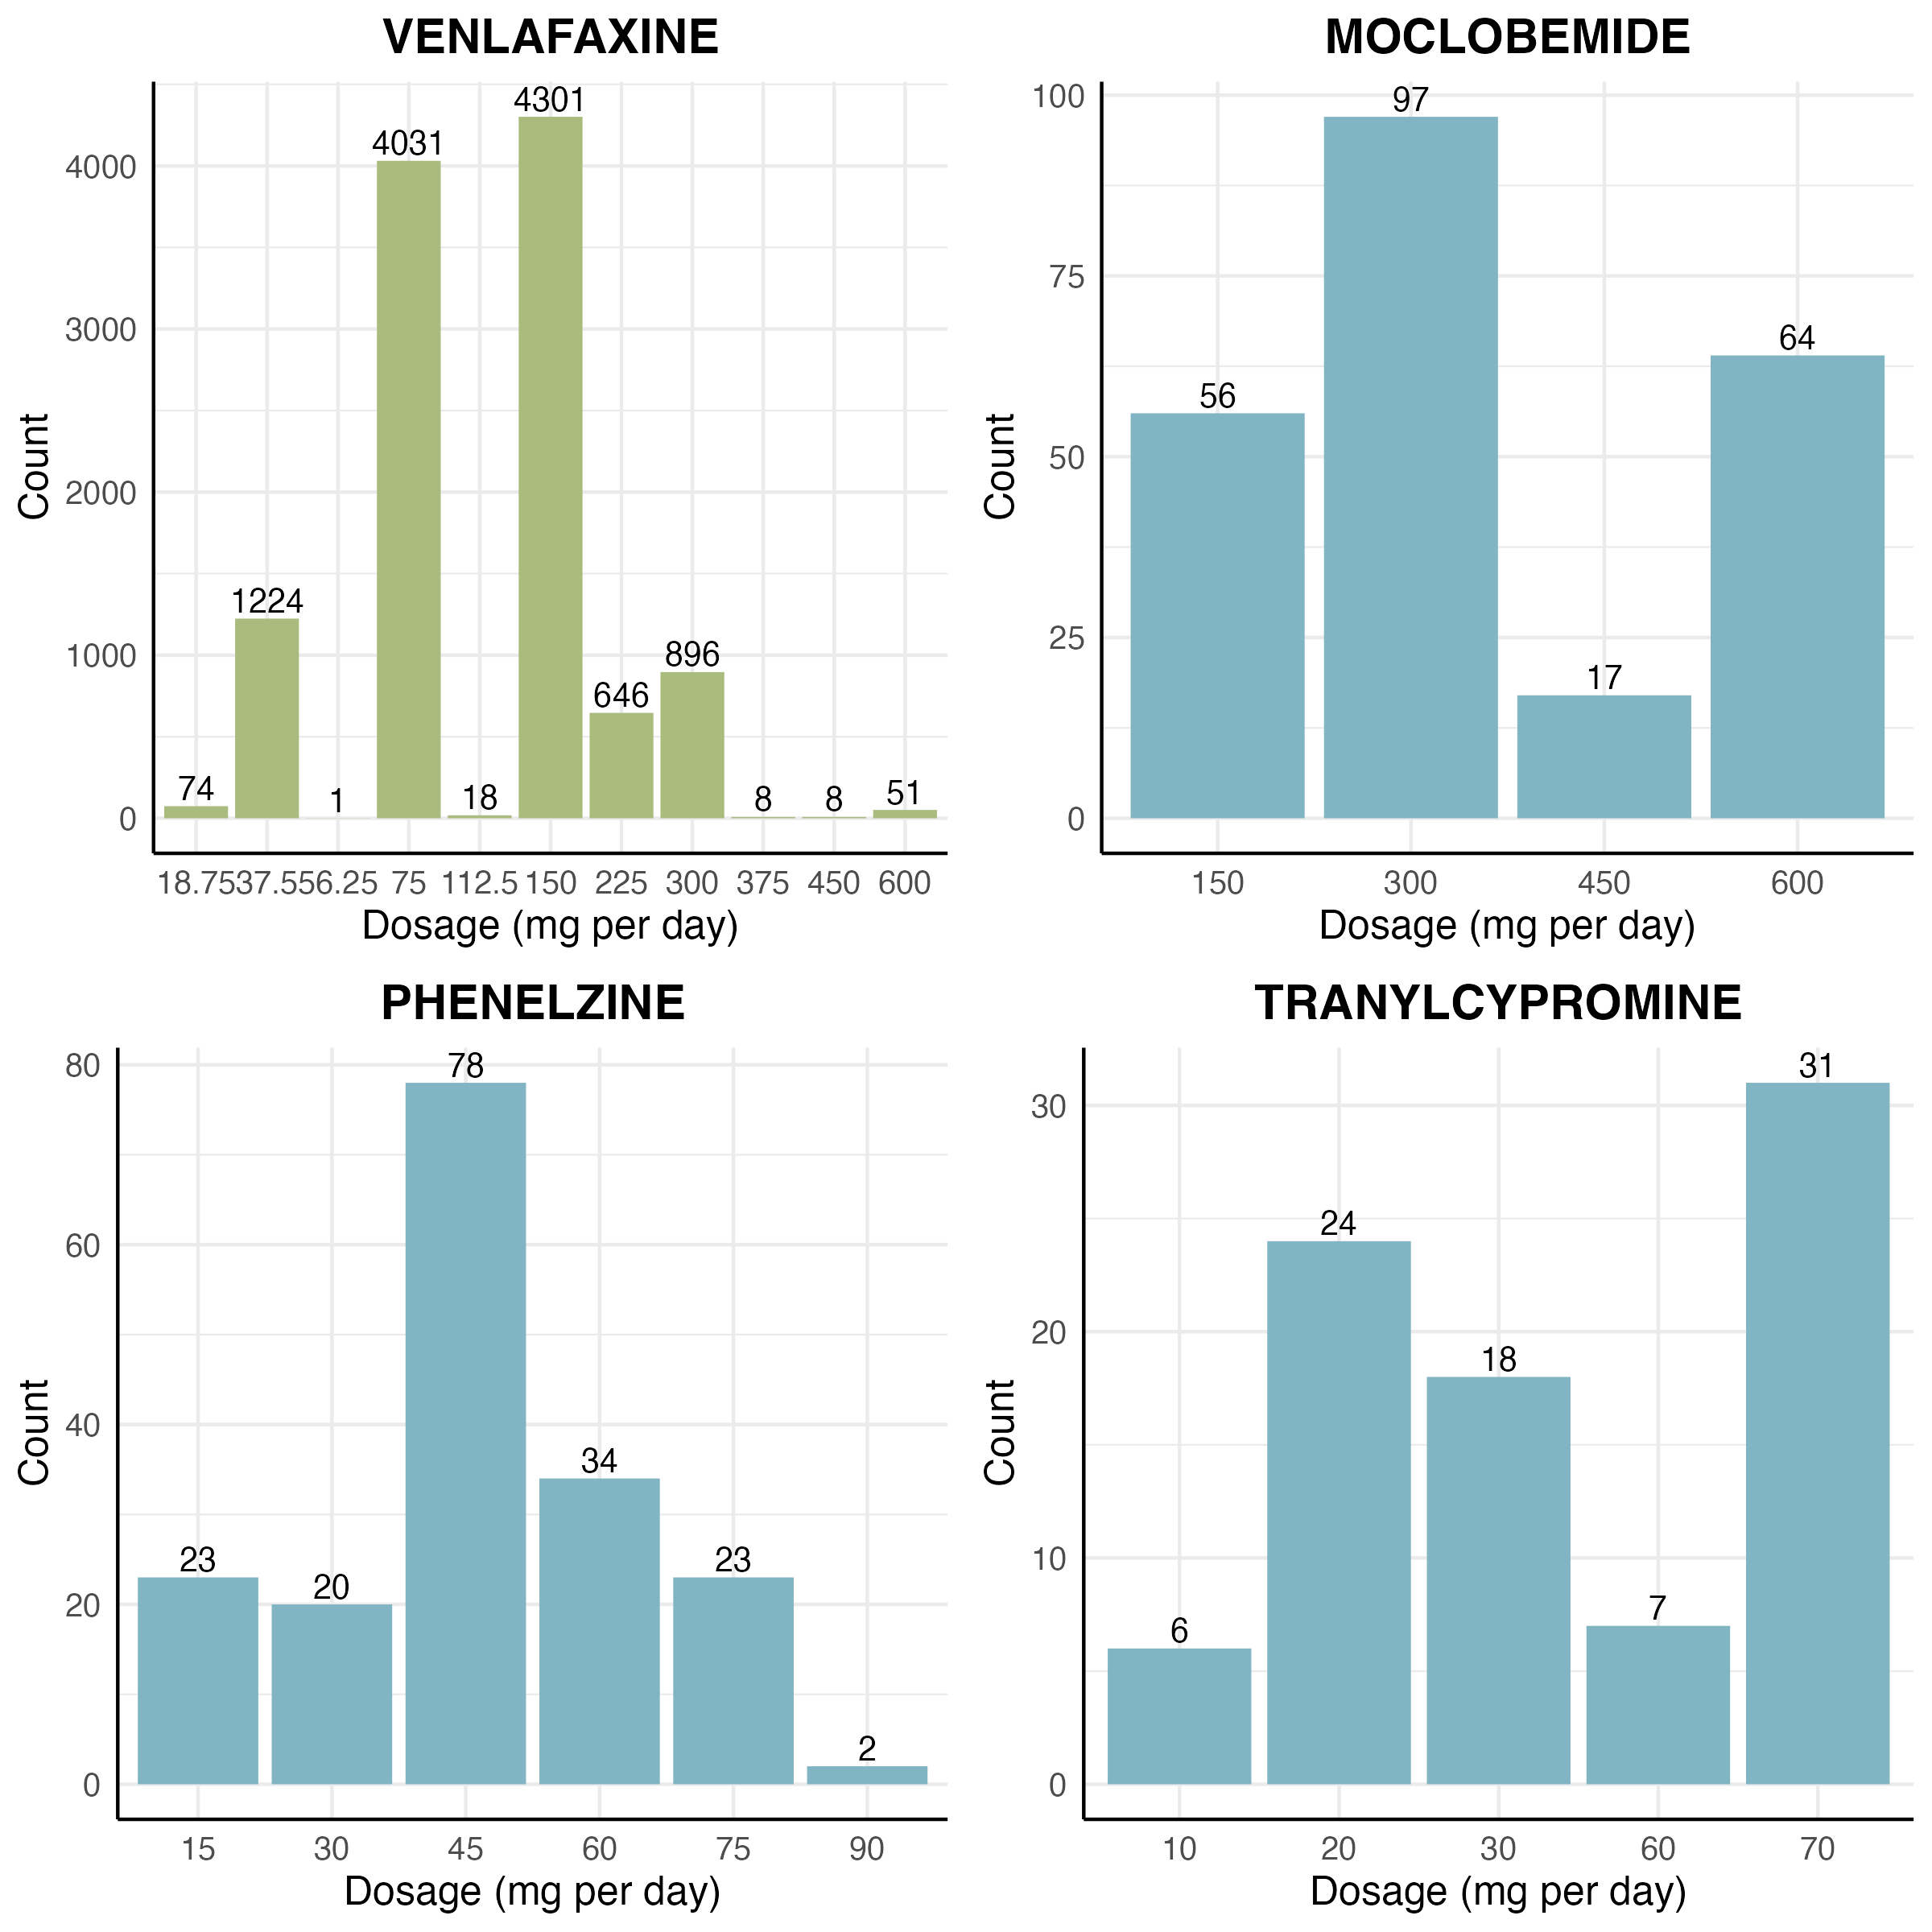 VENLAFAXINE
4301
4031
4000
3000
2000
1224
1000
896
646
74
1
18
8
8
51
0
Count
18.75 37.5 56.25 75 112.5 150 225 300 375 450 600
Dosage (mg per day)
MOCLOBEMIDE
100
97
75
64
56
50
25
17
0
Count
150 300 450 600
Dosage (mg per day)
PHENELZINE
80
78
60
40
34
23
20
23
20
2
0
Count
15 30 45 60 75 90
Dosage (mg per day)
TRANYLCYPROMINE
31
30
24
20
18
10
6
7
0
Count
10 20 30 60 70
Dosage (mg per day)